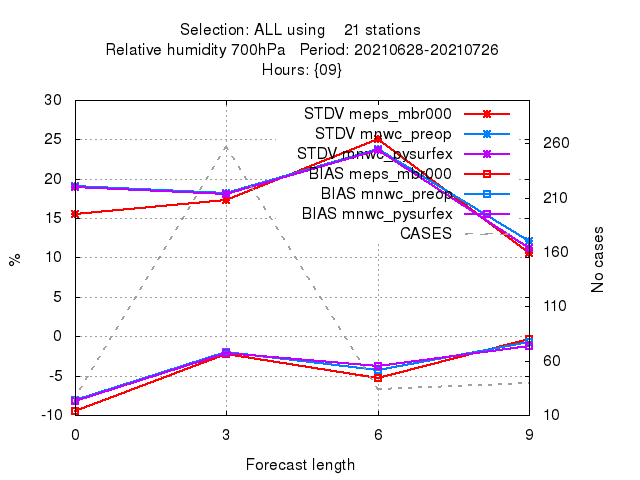 Selection: ALL using 21 stations
Relative humidity 700hPa Period: 20210628-20210726
Hours: {09}
30
25
20
15
10
5
0
-5
-10
%
STDV meps_mbr000
STDV mnwc_preop
STDV mnwc_pysurfex
BIAS meps_mbr000
BIAS mnwc_preop
BIAS mnwc_pysurfex
CASES
260
210
160
110
60
10
No cases
0 3 6 9
Forecast length